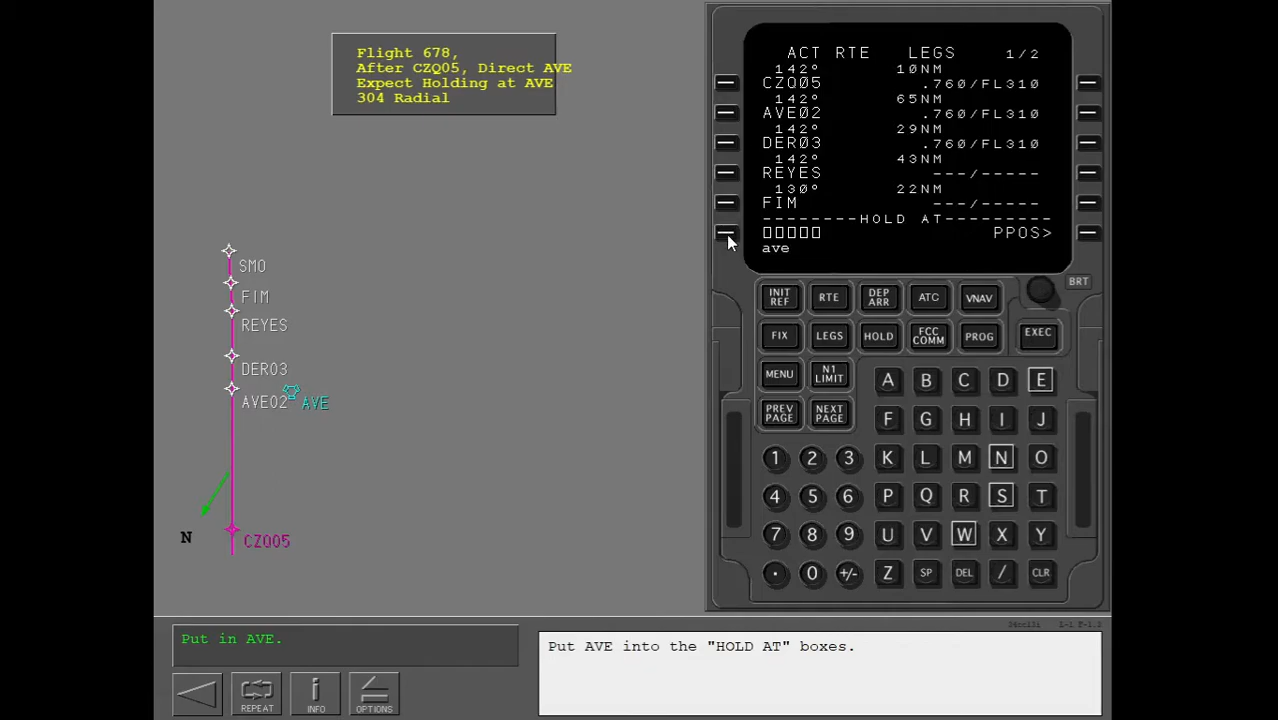 Flight 678,
After CZQ05, Direct AVE
Expect Holding at AVE
304 Radial
SMO
FIM
REYES
DER03
AVE02 AVE
N
CZQ05
ACT RTE LEGS 1/2
142° 10NM
CZQ05 .760/FL310
142° 65NM
AVE02 .760/FL310
142° 29NM
DER03 .760/FL310
142° 43NM
REYES ---/-----
130° 22NM
FIM ---/-----
--------HOLD AT---------
□□□□□ PPOS>
ave
BRT
INIT REF RTE DEP ARR ATC VNAV
FIX LEGS HOLD FCC COMM PROG EXEC
MENU N1 LIMIT
PREV PAGE NEXT PAGE
A B C D E
F G H I J
1 2 3 K L M N O
4 5 6 P Q R S T
7 8 9 U V W X Y
. 0 +/- Z SP DEL / CLR
Put in AVE.
Put AVE into the "HOLD AT" boxes.
REPEAT INFO OPTIONS